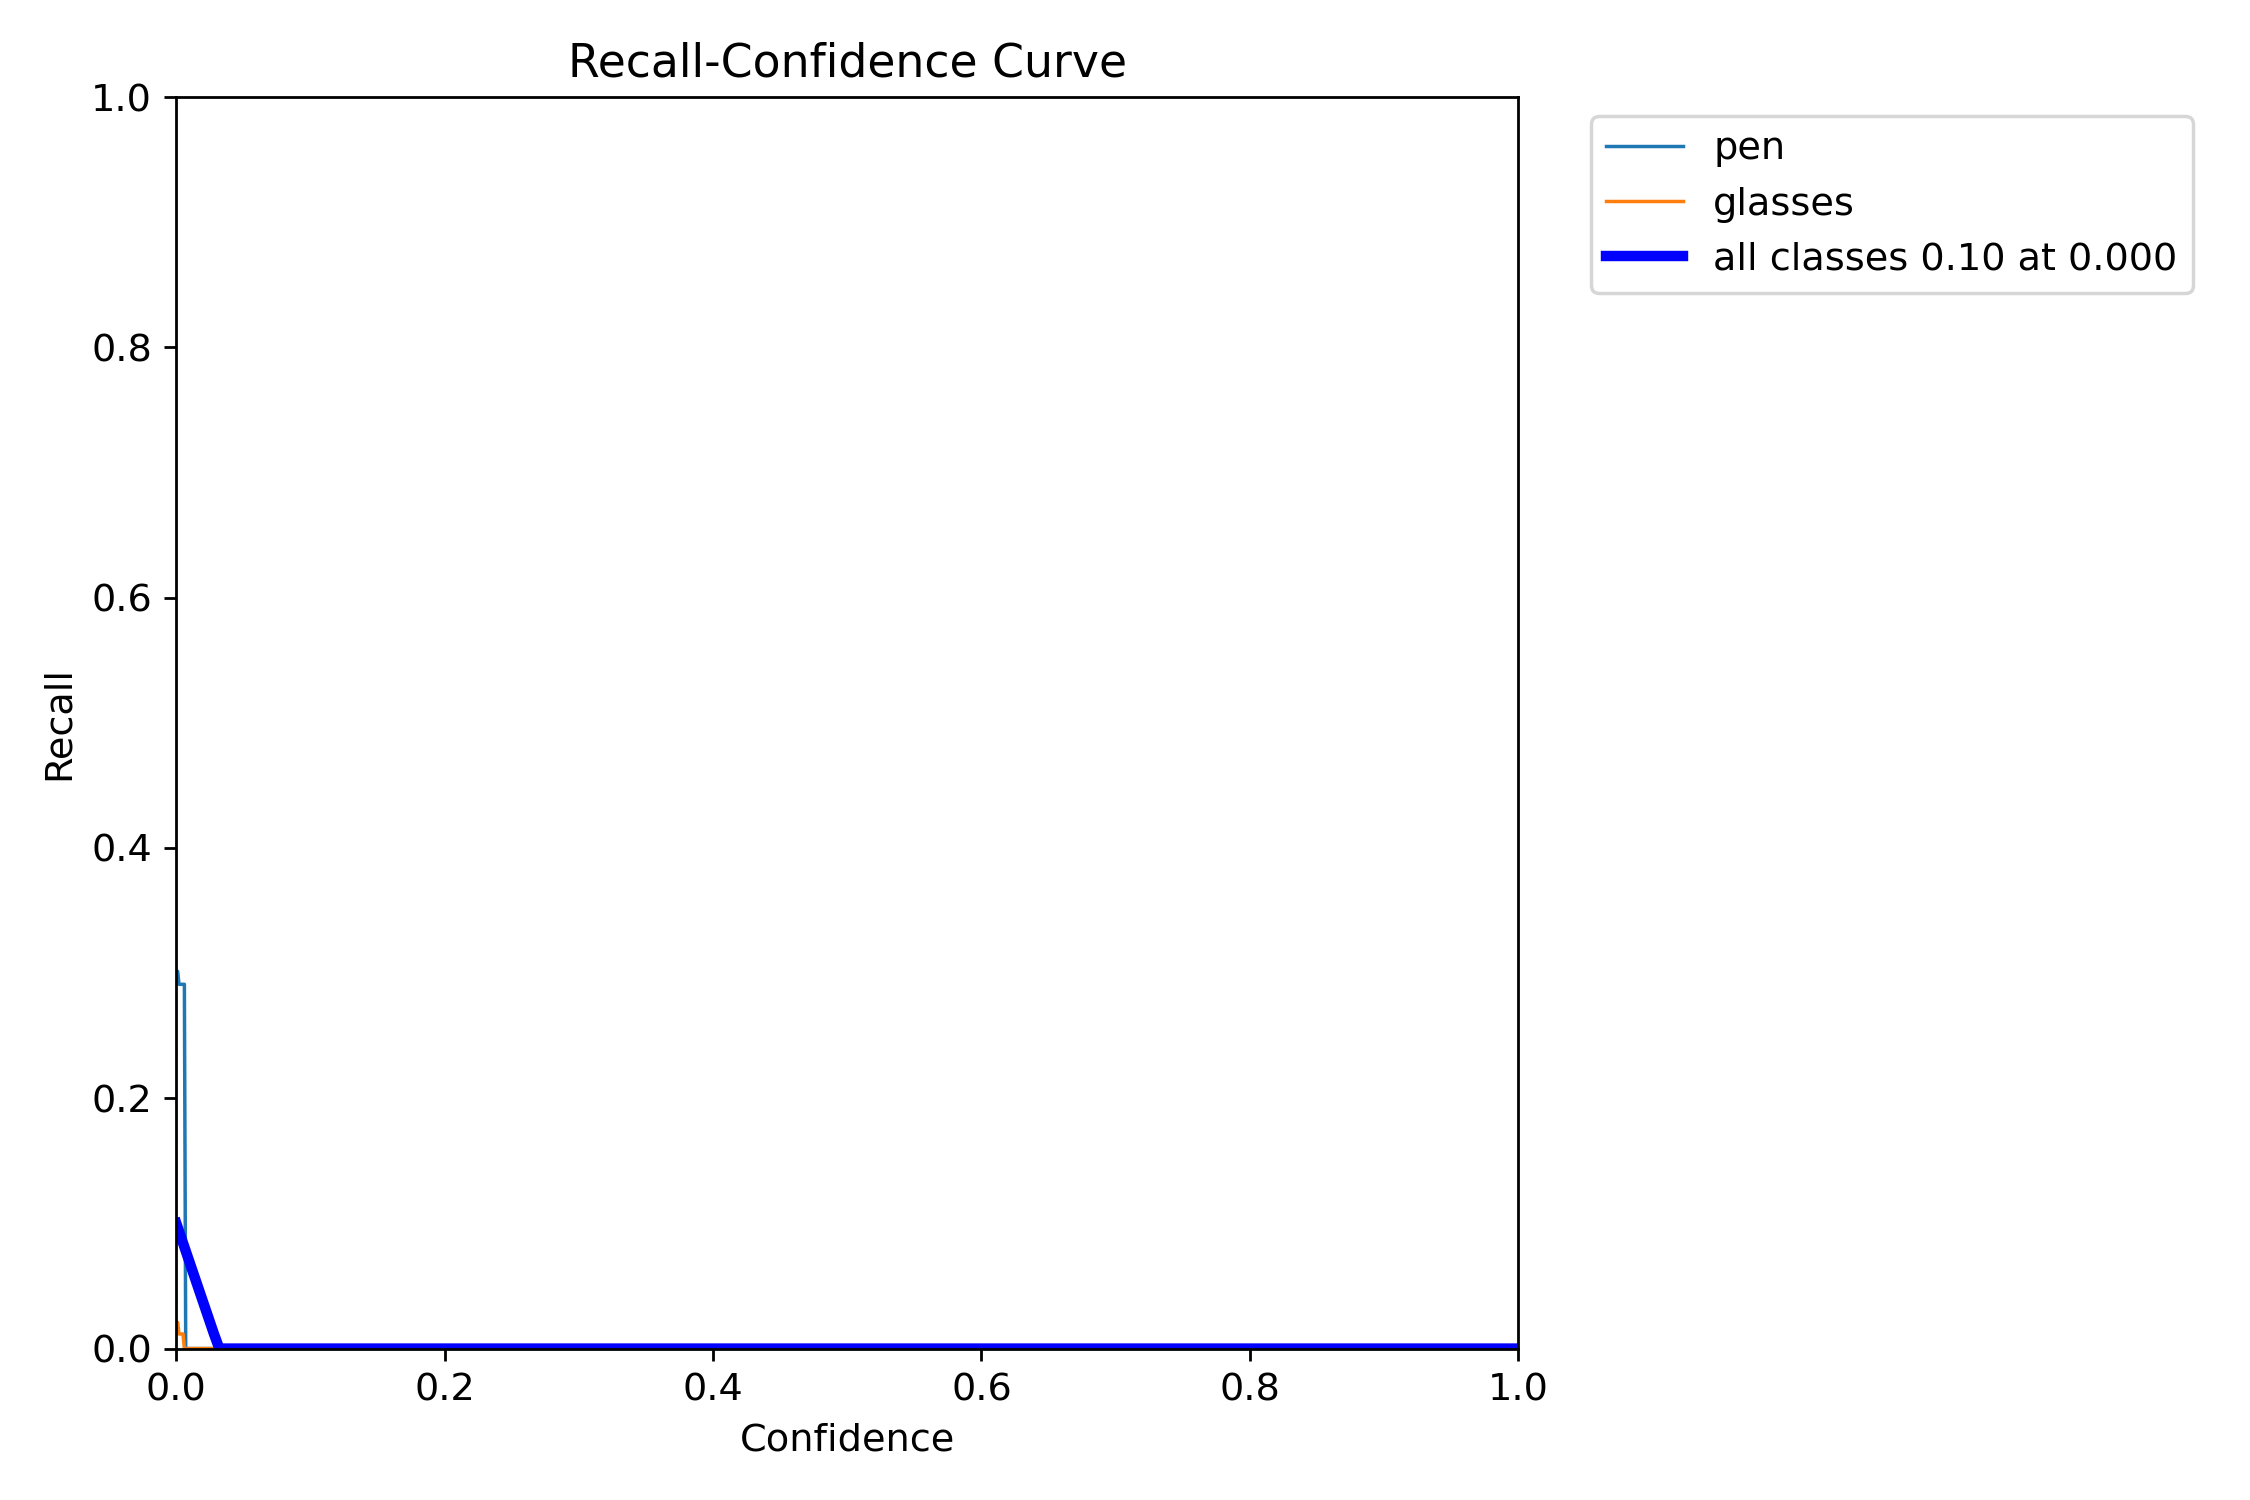 Recall-Confidence Curve
1.0
0.8
0.6
0.4
0.2
0.0
Recall
0.0 0.2 0.4 0.6 0.8 1.0
Confidence
pen
glasses
all classes 0.10 at 0.000